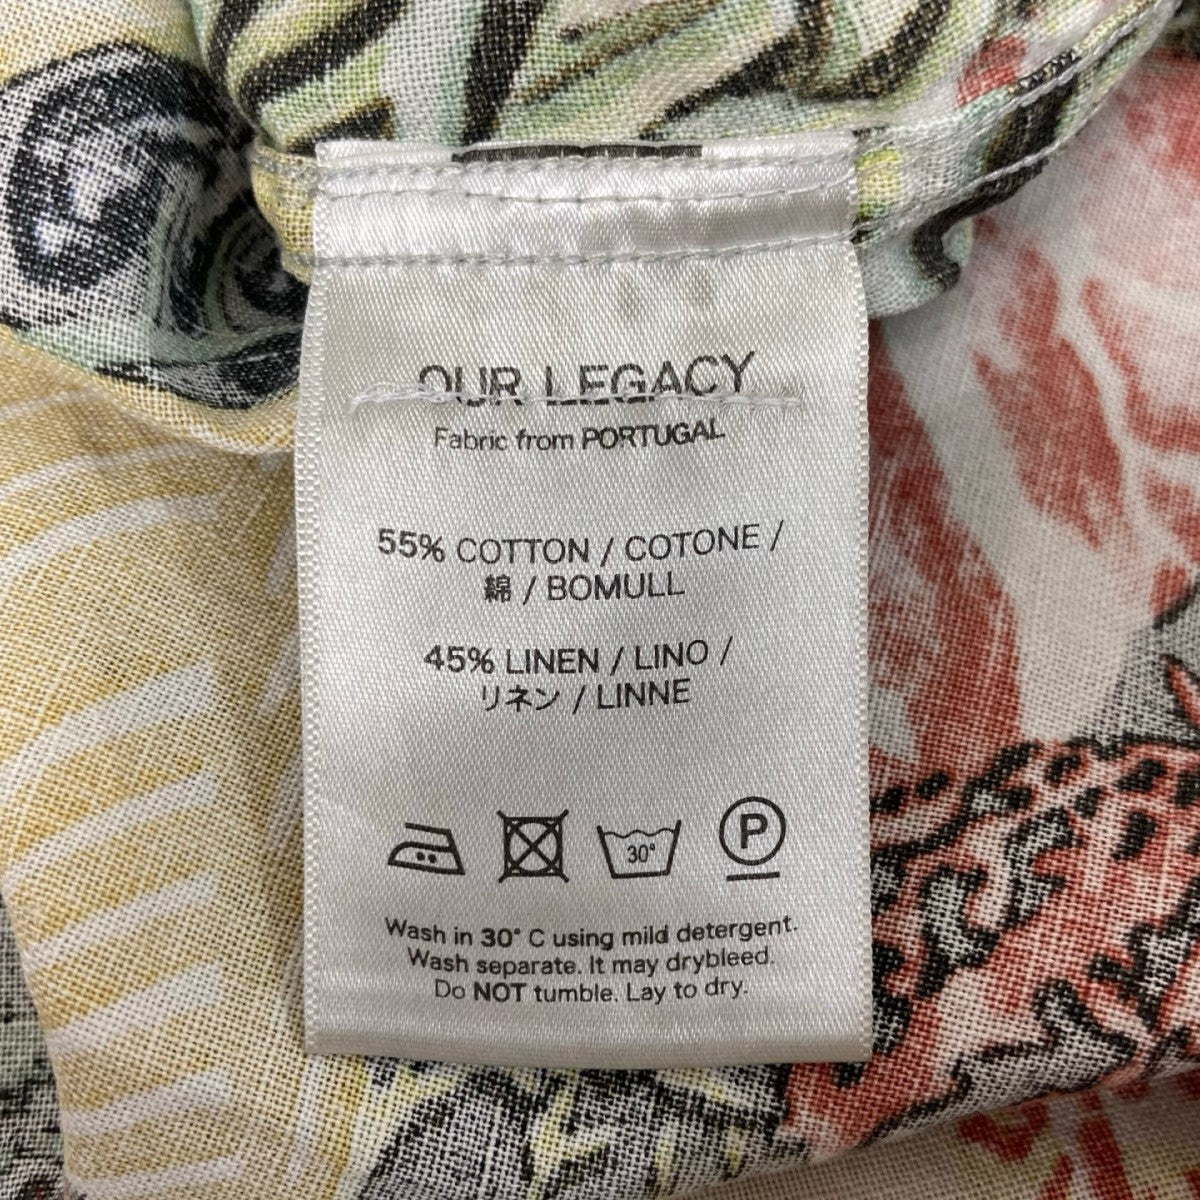 OUR LEGACY
Fabric from PORTUGAL
55% COTTON / COTONE /
綿 / BOMULL
45% LINEN / LINO /
リネン / LINNE
30°
P
Wash in 30° C using mild detergent.
Wash separate. It may drybleed.
Do NOT tumble. Lay to dry.